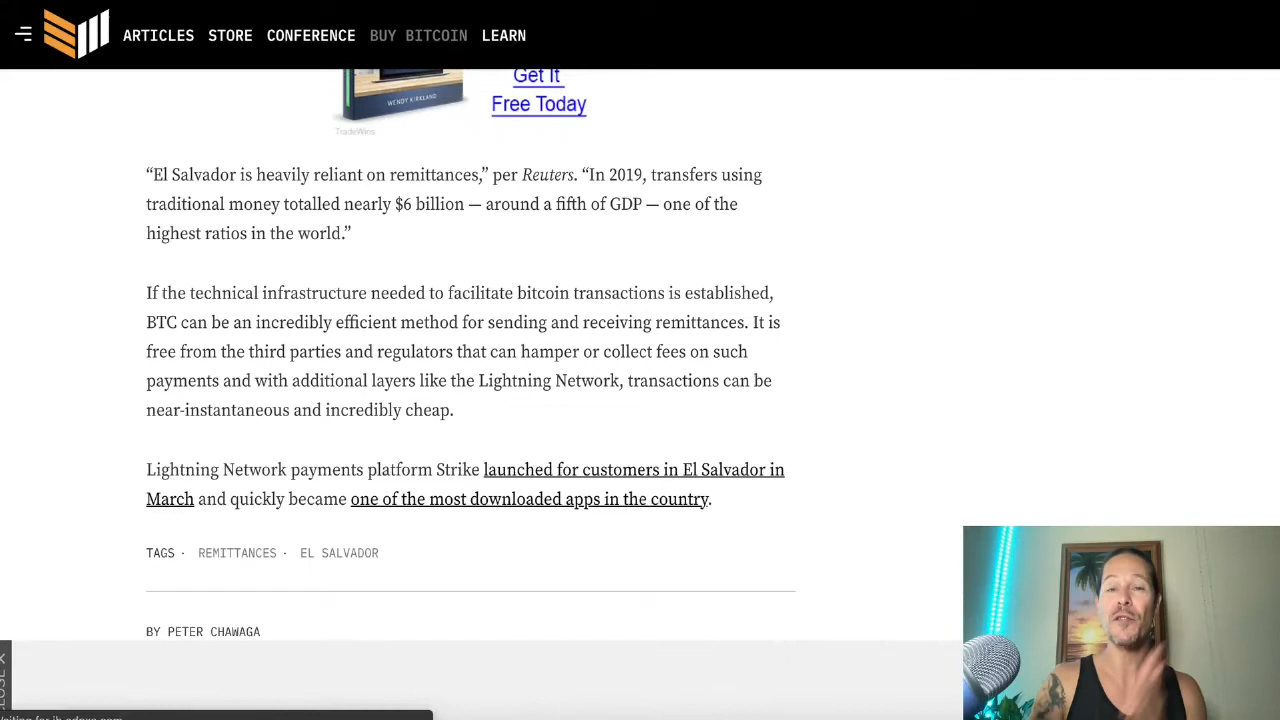 ARTICLES STORE CONFERENCE BUY BITCOIN LEARN
Get It
Free Today
WENDY KIRKLAND
TradeWins
“El Salvador is heavily reliant on remittances,” per Reuters. “In 2019, transfers using
traditional money totalled nearly $6 billion — around a fifth of GDP — one of the
highest ratios in the world.”
If the technical infrastructure needed to facilitate bitcoin transactions is established,
BTC can be an incredibly efficient method for sending and receiving remittances. It is
free from the third parties and regulators that can hamper or collect fees on such
payments and with additional layers like the Lightning Network, transactions can be
near-instantaneous and incredibly cheap.
Lightning Network payments platform Strike launched for customers in El Salvador in
March and quickly became one of the most downloaded apps in the country.
TAGS · REMITTANCES · EL SALVADOR
BY PETER CHAWAGA